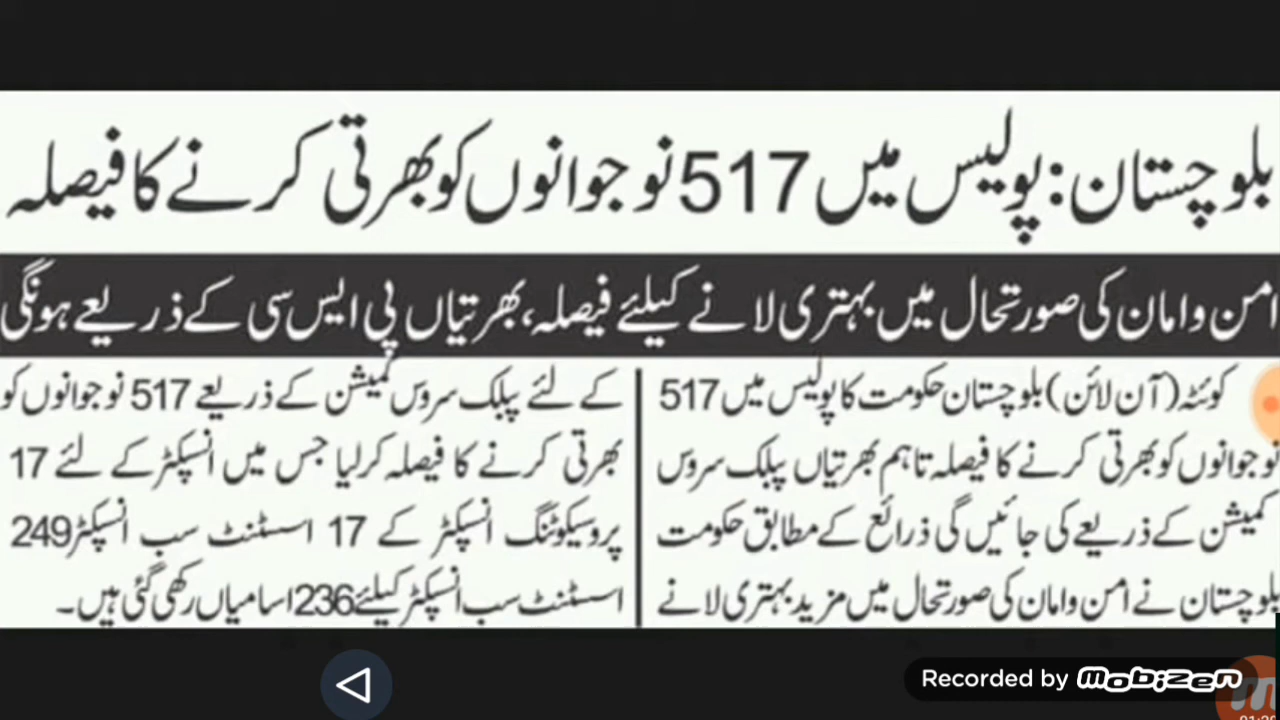 بلوچستان: پولیس میں 517 نوجوانوں کو بھرتی کرنے کا فیصلہ
امن و امان کی صورتحال میں بہتری لانے کیلئے فیصلہ، بھرتیاں پی ایس سی کے ذریعے ہونگی
کوئٹہ (آن لائن) بلوچستان حکومت کا پولیس میں 517
نوجوانوں کو بھرتی کرنے کا فیصلہ تاہم بھرتیاں پبلک سروس
کمیشن کے ذریعے کی جائیں گی ذرائع کے مطابق حکومت
بلوچستان نے امن و امان کی صورتحال میں مزید بہتری لانے
کے لئے پبلک سروس کمیشن کے ذریعے 517 نوجوانوں کو
بھرتی کرنے کا فیصلہ کرلیا جس میں انسپکٹر کے لئے 17
پروسیکوٹنگ انسپکٹر کے 17 اسسٹنٹ سب انسپکٹر 249
اسسٹنٹ سب انسپکٹر کیلئے 236 اسامیاں رکھی گئی ہیں۔
Recorded by mobizen